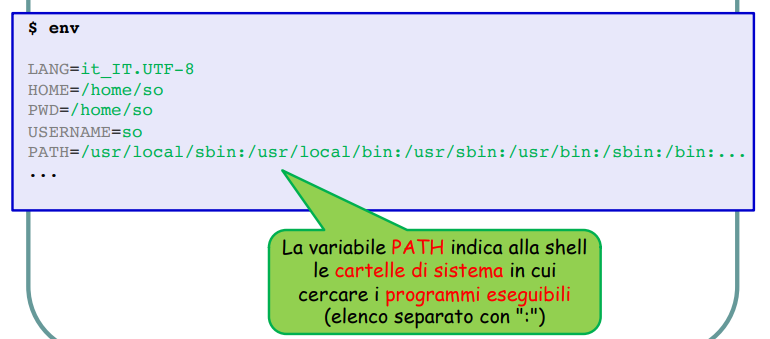 $ env
LANG=it_IT.UTF-8
HOME=/home/so
PWD=/home/so
USERNAME=so
PATH=/usr/local/sbin:/usr/local/bin:/usr/sbin:/usr/bin:/sbin:/bin:...
...
La variabile PATH indica alla shell
le cartelle di sistema in cui
cercare i programmi eseguibili
(elenco separato con ":")